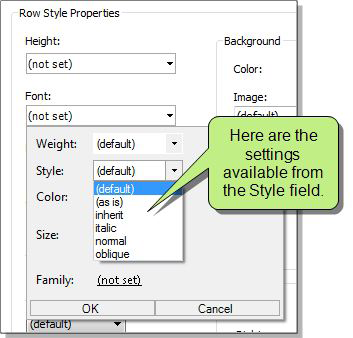 Row Style Properties
Height:
(not set)
Background
Color:
Font:
(not set)
Image:
(default)
Weight: (default)
Style: (default)
(default)
(as is)
inherit
italic
normal
oblique
Color:
Size:
Family: (not set)
OK Cancel
(default)
Here are the
settings
available from
the Style field.